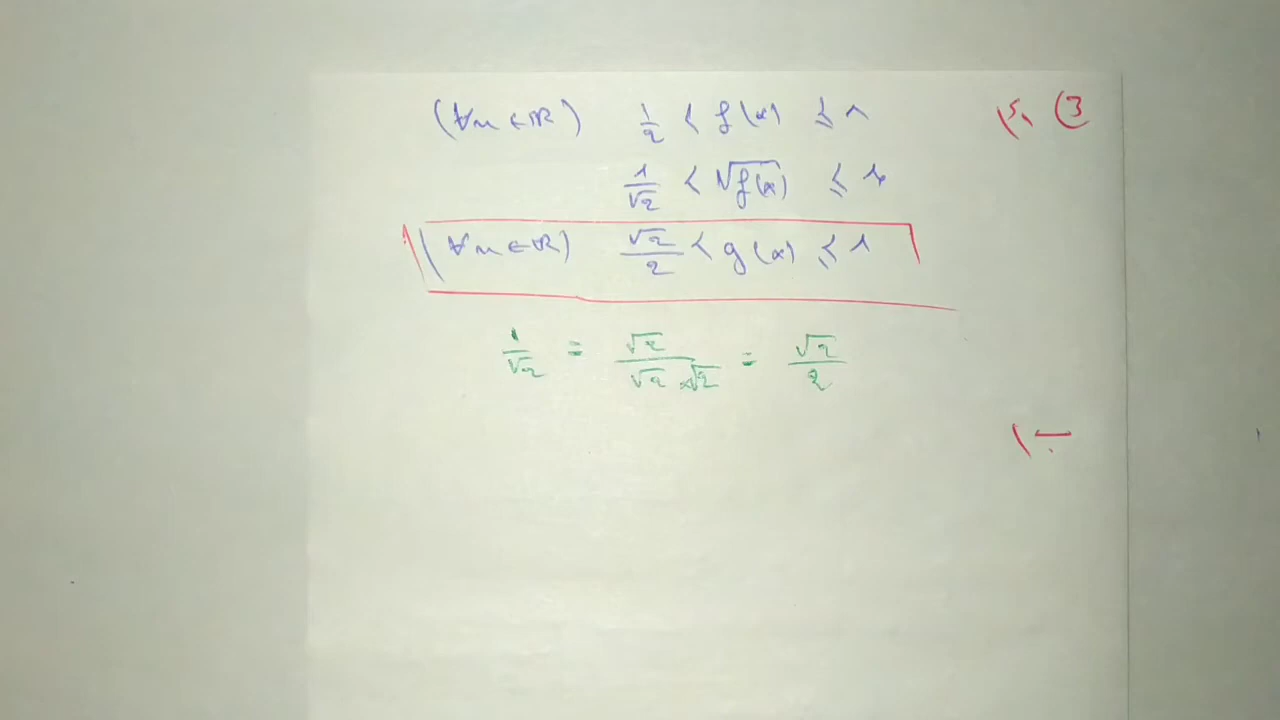 (∀x ∈ ℝ) 1/2 < f(x) ≤ 1
1/√2 < √f(x) ≤ 1
(∀x ∈ ℝ) √2/2 < g(x) ≤ 1
1/√2 = √2/(√2 × √2) = √2/2
ب)